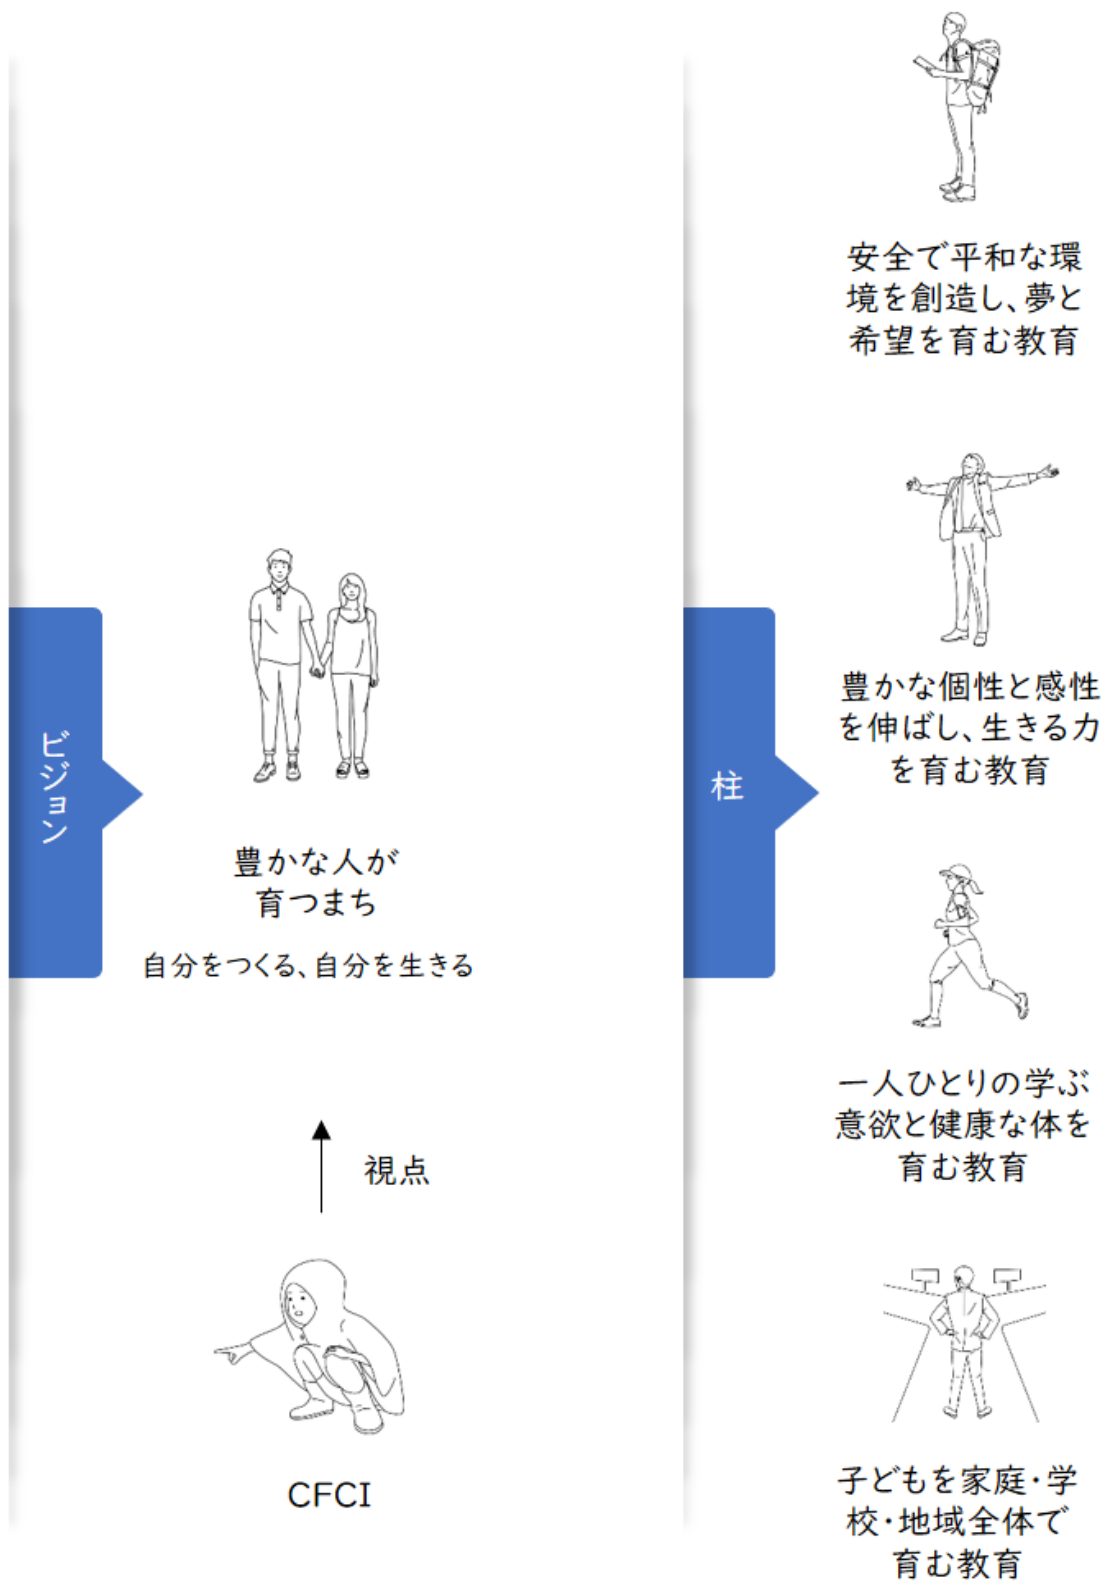 ビジョン
豊かな人が
育つまち
自分をつくる、自分を生きる
視点
CFCI
柱
安全で平和な環
境を創造し、夢と
希望を育む教育
豊かな個性と感性
を伸ばし、生きる力
を育む教育
一人ひとりの学ぶ
意欲と健康な体を
育む教育
子どもを家庭・学
校・地域全体で
育む教育